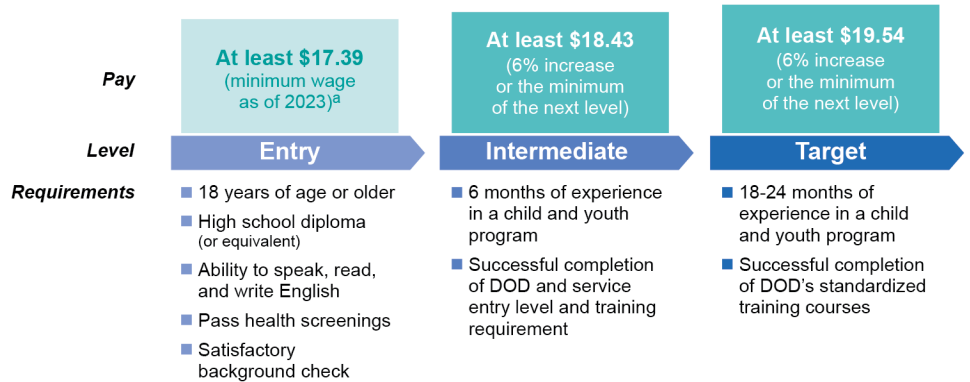 Pay
At least $17.39
(minimum wage
as of 2023)a
At least $18.43
(6% increase
or the minimum
of the next level)
At least $19.54
(6% increase
or the minimum
of the next level)
Level
Entry
Intermediate
Target
Requirements
18 years of age or older
High school diploma
(or equivalent)
Ability to speak, read,
and write English
Pass health screenings
Satisfactory
background check
6 months of experience
in a child and youth
program
Successful completion
of DOD and service
entry level and training
requirement
18-24 months of
experience in a child
and youth program
Successful completion
of DOD’s standardized
training courses